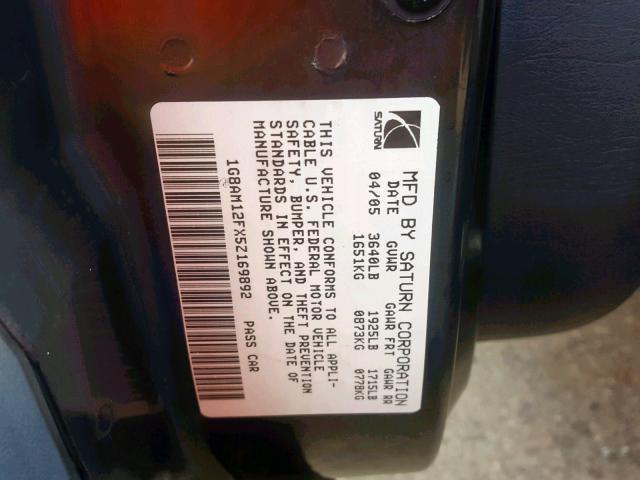 SATURN
MFD BY SATURN CORPORATION
DATE GVWR GAWR FRT GAWR RR
04/05 3640LB 1925LB 1715LB
1651KG 0873KG 0778KG
THIS VEHICLE CONFORMS TO ALL APPLI-
CABLE U.S. FEDERAL MOTOR VEHICLE
SAFETY, BUMPER, AND THEFT PREVENTION
STANDARDS IN EFFECT ON THE DATE OF
MANUFACTURE SHOWN ABOVE.
1G8AM12FX5Z169892 PASS CAR